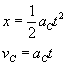 x = 1/2 a_C t^2
v_C = a_C t